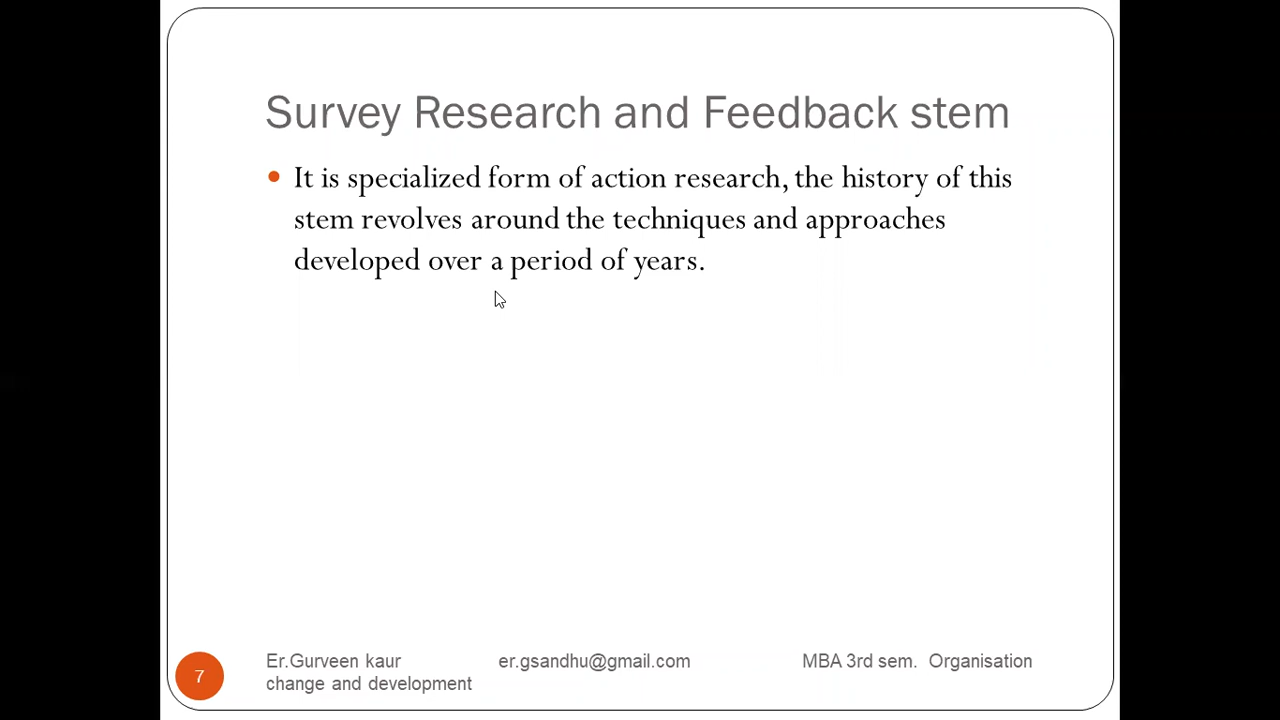 Survey Research and Feedback stem
It is specialized form of action research, the history of this
stem revolves around the techniques and approaches
developed over a period of years.
7
Er.Gurveen kaur er.gsandhu@gmail.com MBA 3rd sem. Organisation
change and development